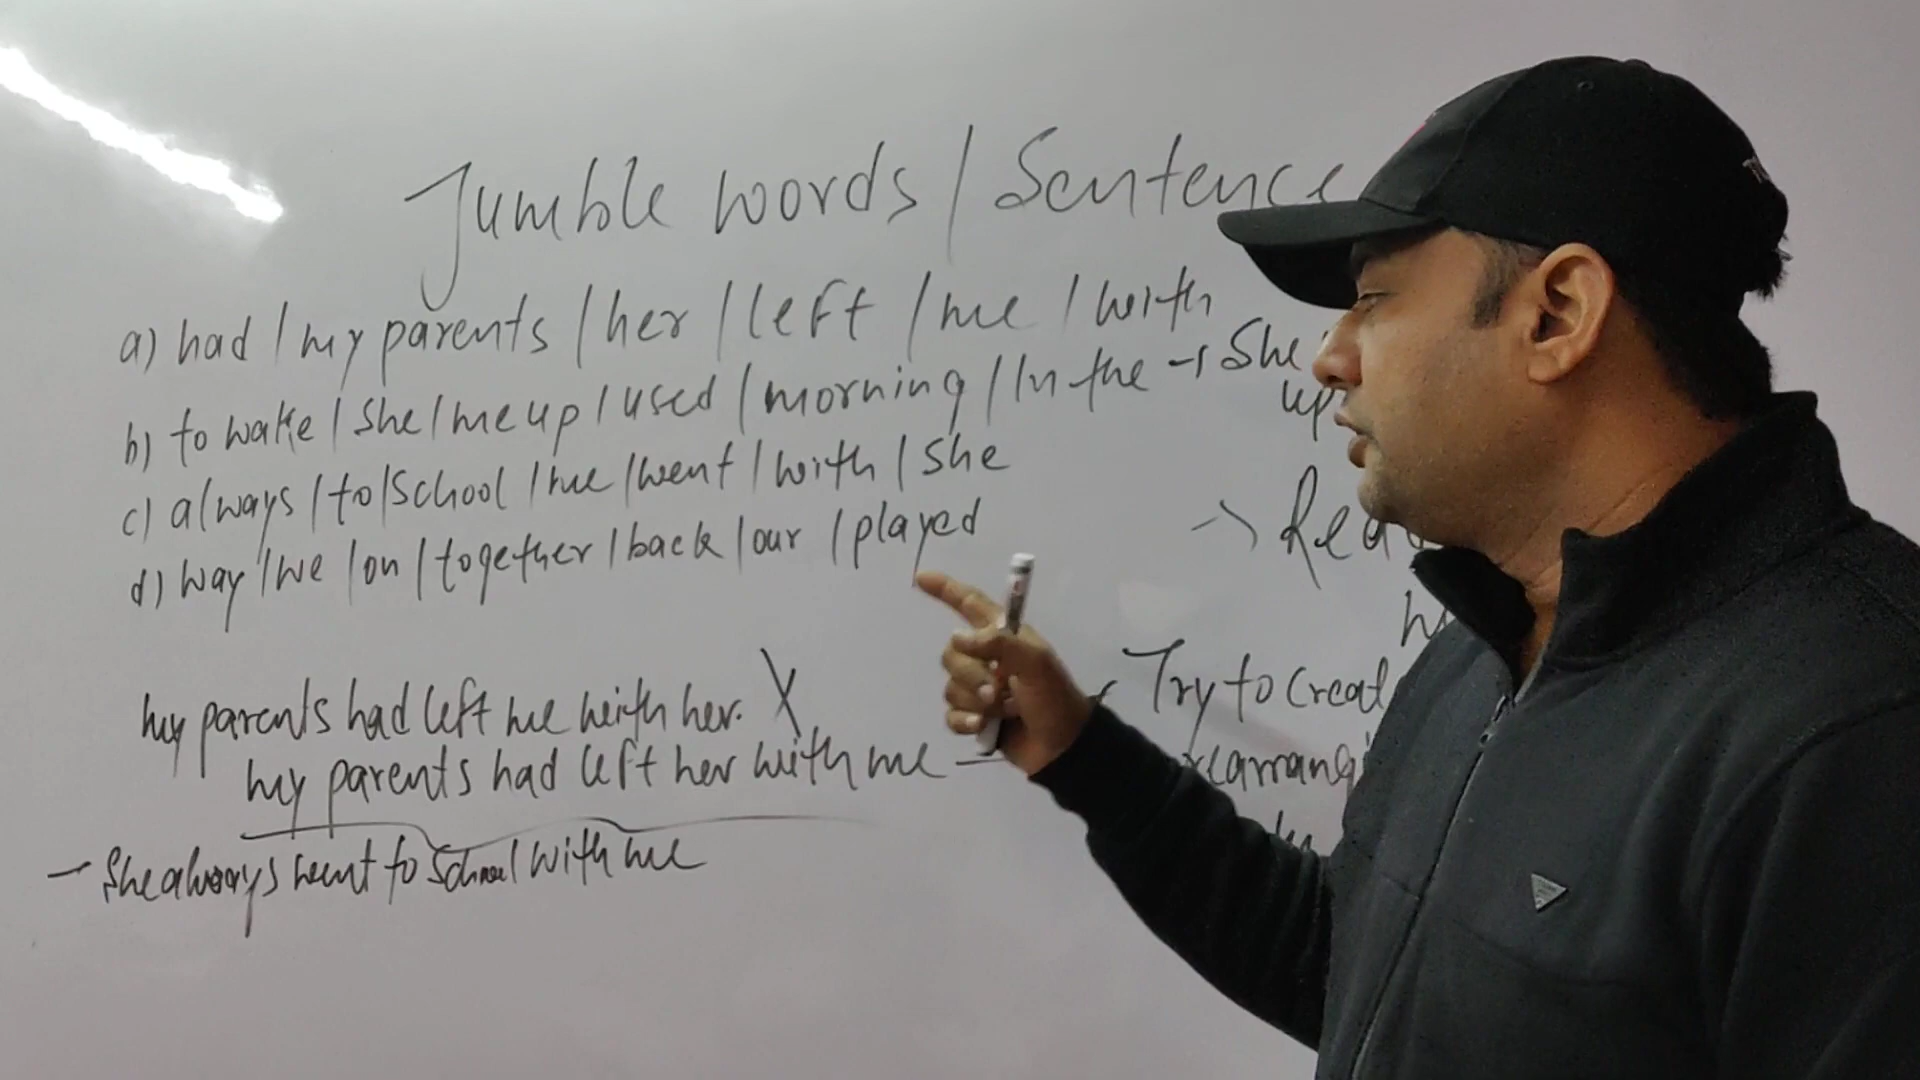 Jumble words / Sentence
a) had / my parents / her / left / me / with
b) to wake / she / me up / used / morning / In the → She
up
c) always / to / school / me / went / with / she
d) way / we / on / together / back / our / played
my parents had left me with her. X
my parents had left her with me
- She always went to school with me
Try to Creat